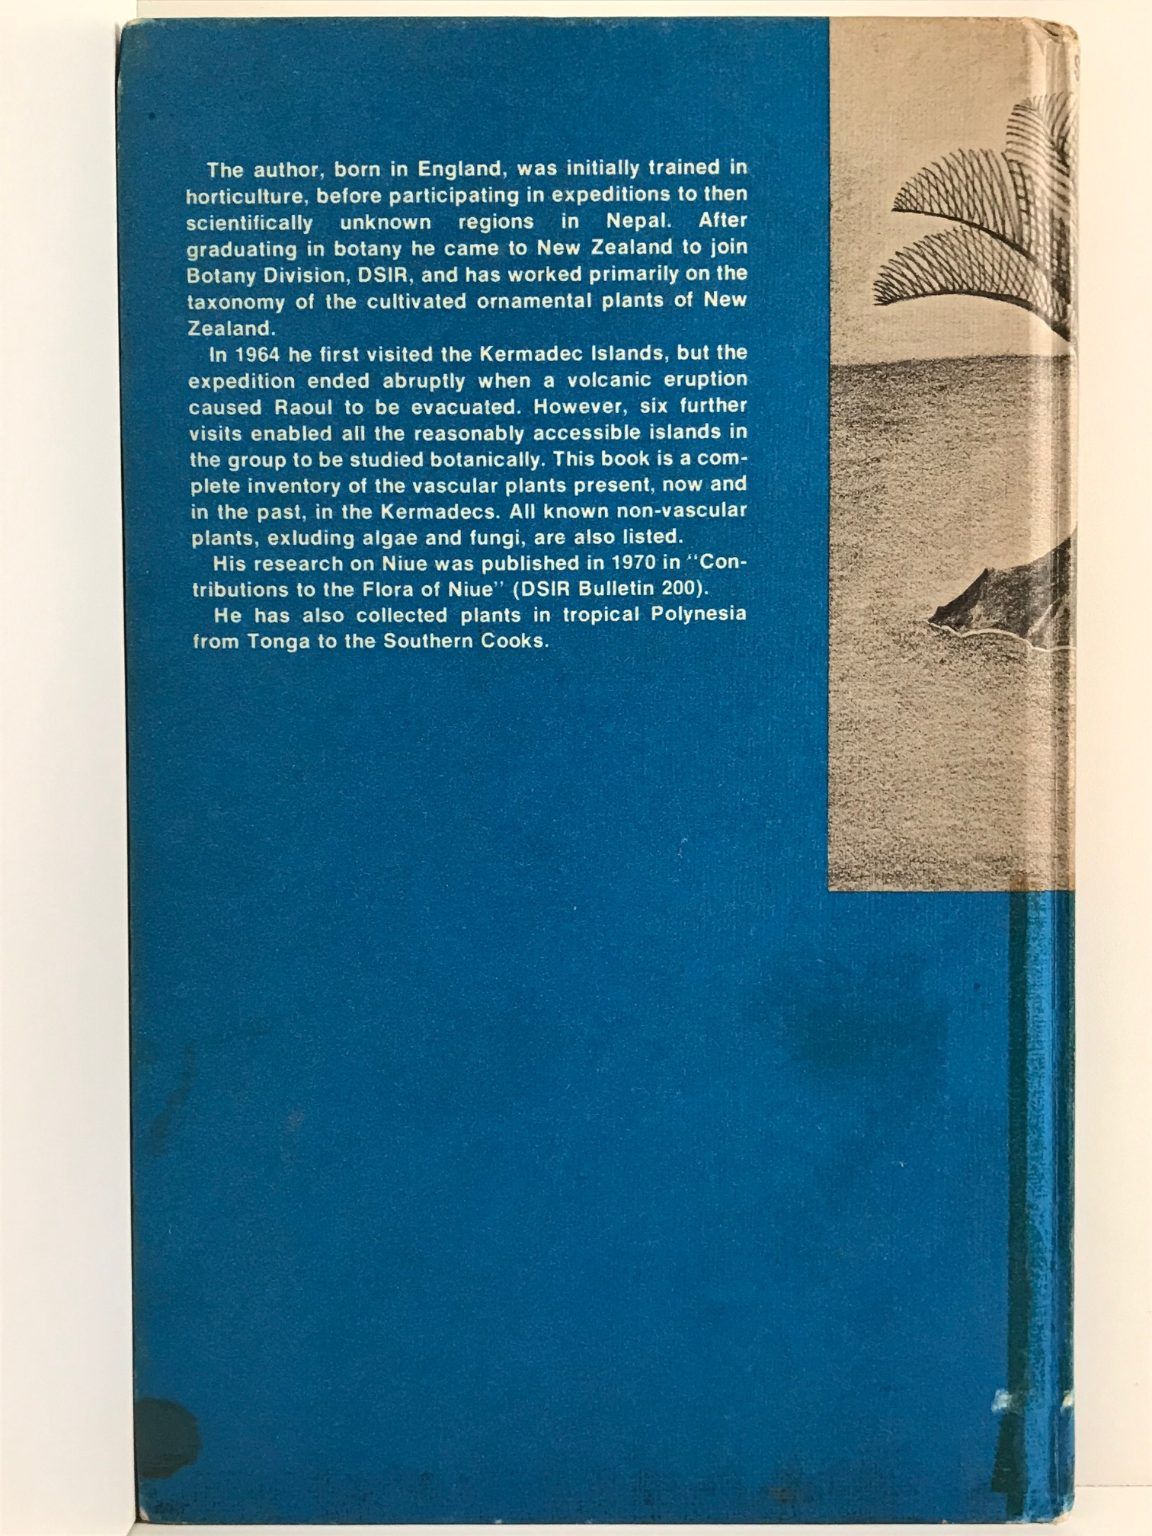 The author, born in England, was initially trained in
horticulture, before participating in expeditions to then
scientifically unknown regions in Nepal. After
graduating in botany he came to New Zealand to join
Botany Division, DSIR, and has worked primarily on the
taxonomy of the cultivated ornamental plants of New
Zealand.
In 1964 he first visited the Kermadec Islands, but the
expedition ended abruptly when a volcanic eruption
caused Raoul to be evacuated. However, six further
visits enabled all the reasonably accessible islands in
the group to be studied botanically. This book is a com-
plete inventory of the vascular plants present, now and
in the past, in the Kermadecs. All known non-vascular
plants, exluding algae and fungi, are also listed.
His research on Niue was published in 1970 in "Con-
tributions to the Flora of Niue" (DSIR Bulletin 200).
He has also collected plants in tropical Polynesia
from Tonga to the Southern Cooks.